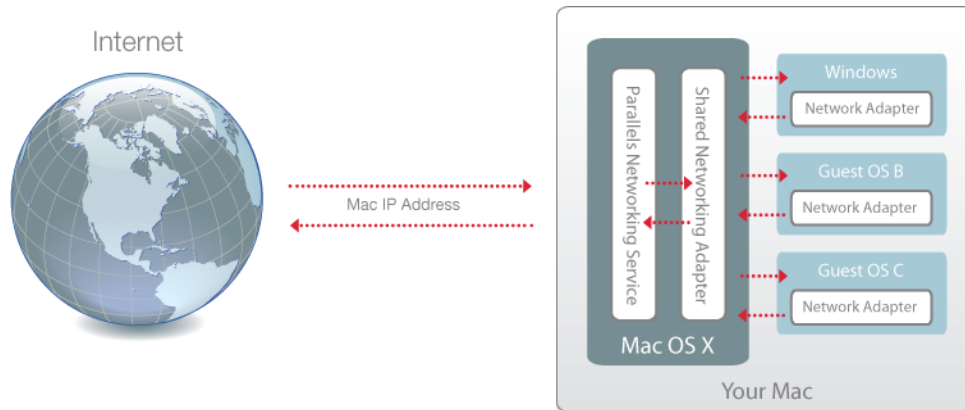 Internet
Mac IP Address
Parallels Networking Service
Shared Networking Adapter
Mac OS X
Windows
Network Adapter
Guest OS B
Network Adapter
Guest OS C
Network Adapter
Your Mac